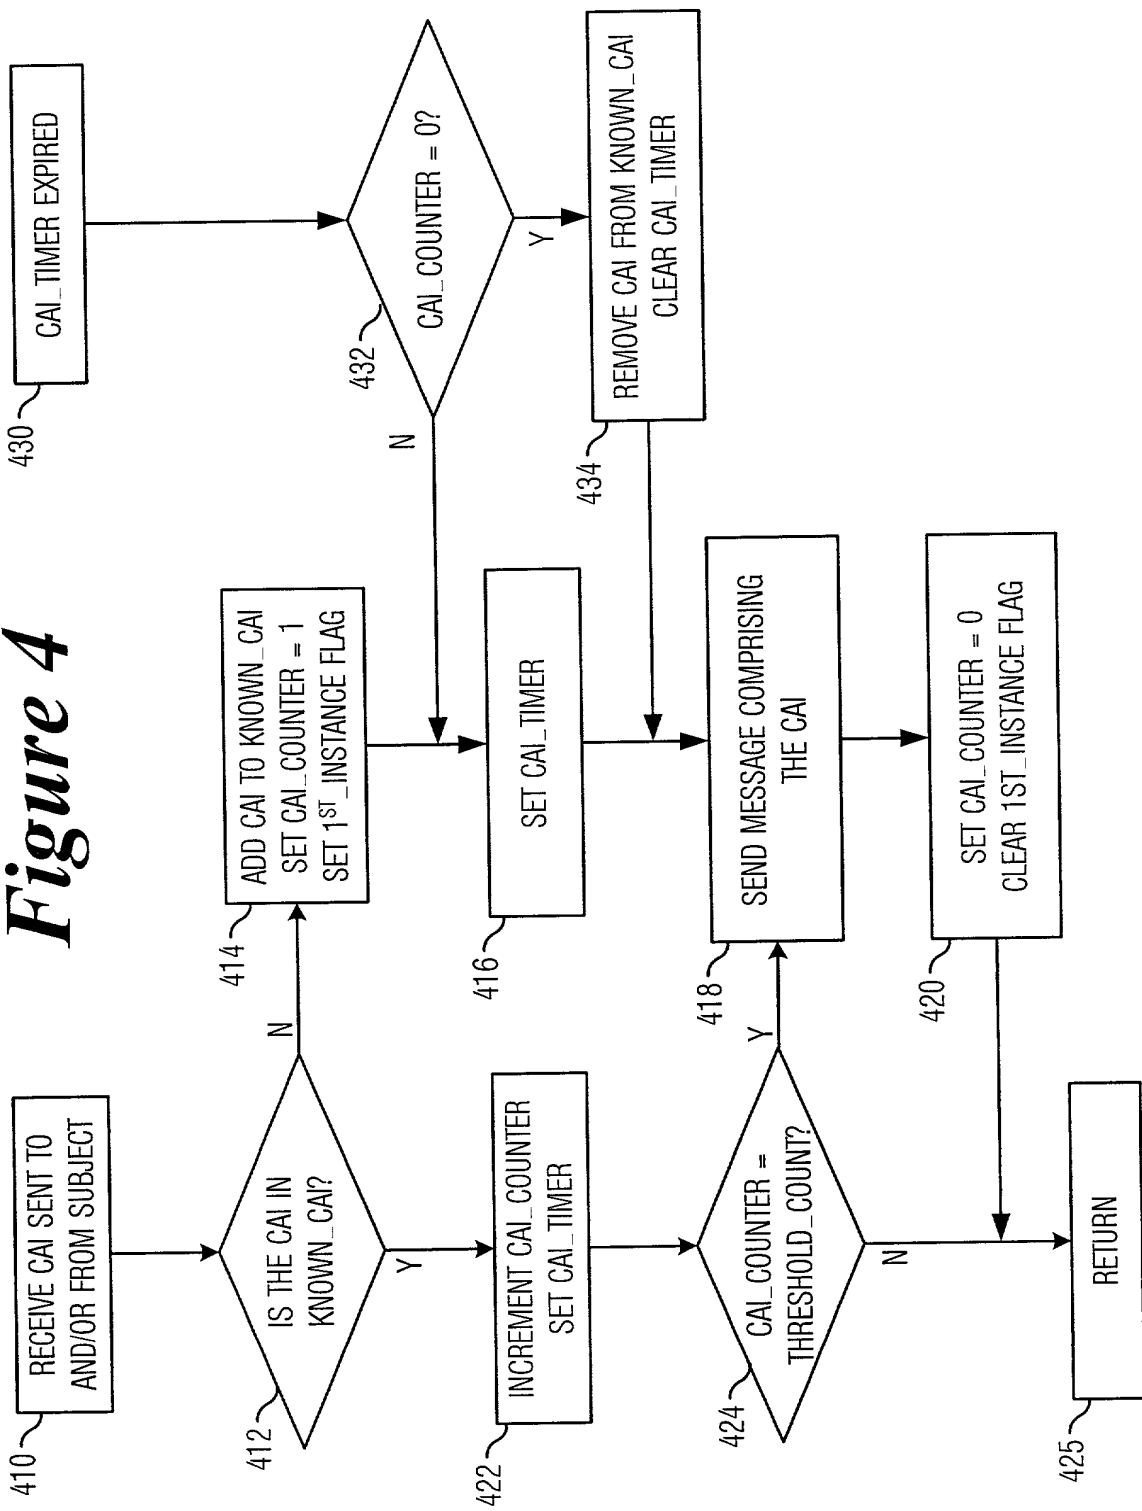 Figure 4
410
RECEIVE CAI SENT TO
AND/OR FROM SUBJECT
412
IS THE CAI IN
KNOWN_CAI?
N
Y
414
ADD CAI TO KNOWN_CAI
SET CAI_COUNTER = 1
SET 1ST_INSTANCE FLAG
416
SET CAI_TIMER
422
INCREMENT CAI_COUNTER
SET CAI_TIMER
424
CAI_COUNTER =
THRESHOLD_COUNT?
Y
N
418
SEND MESSAGE COMPRISING
THE CAI
420
SET CAI_COUNTER = 0
CLEAR 1ST_INSTANCE FLAG
425
RETURN
430
CAI_TIMER EXPIRED
432
CAI_COUNTER = 0?
N
Y
434
REMOVE CAI FROM KNOWN_CAI
CLEAR CAI_TIMER